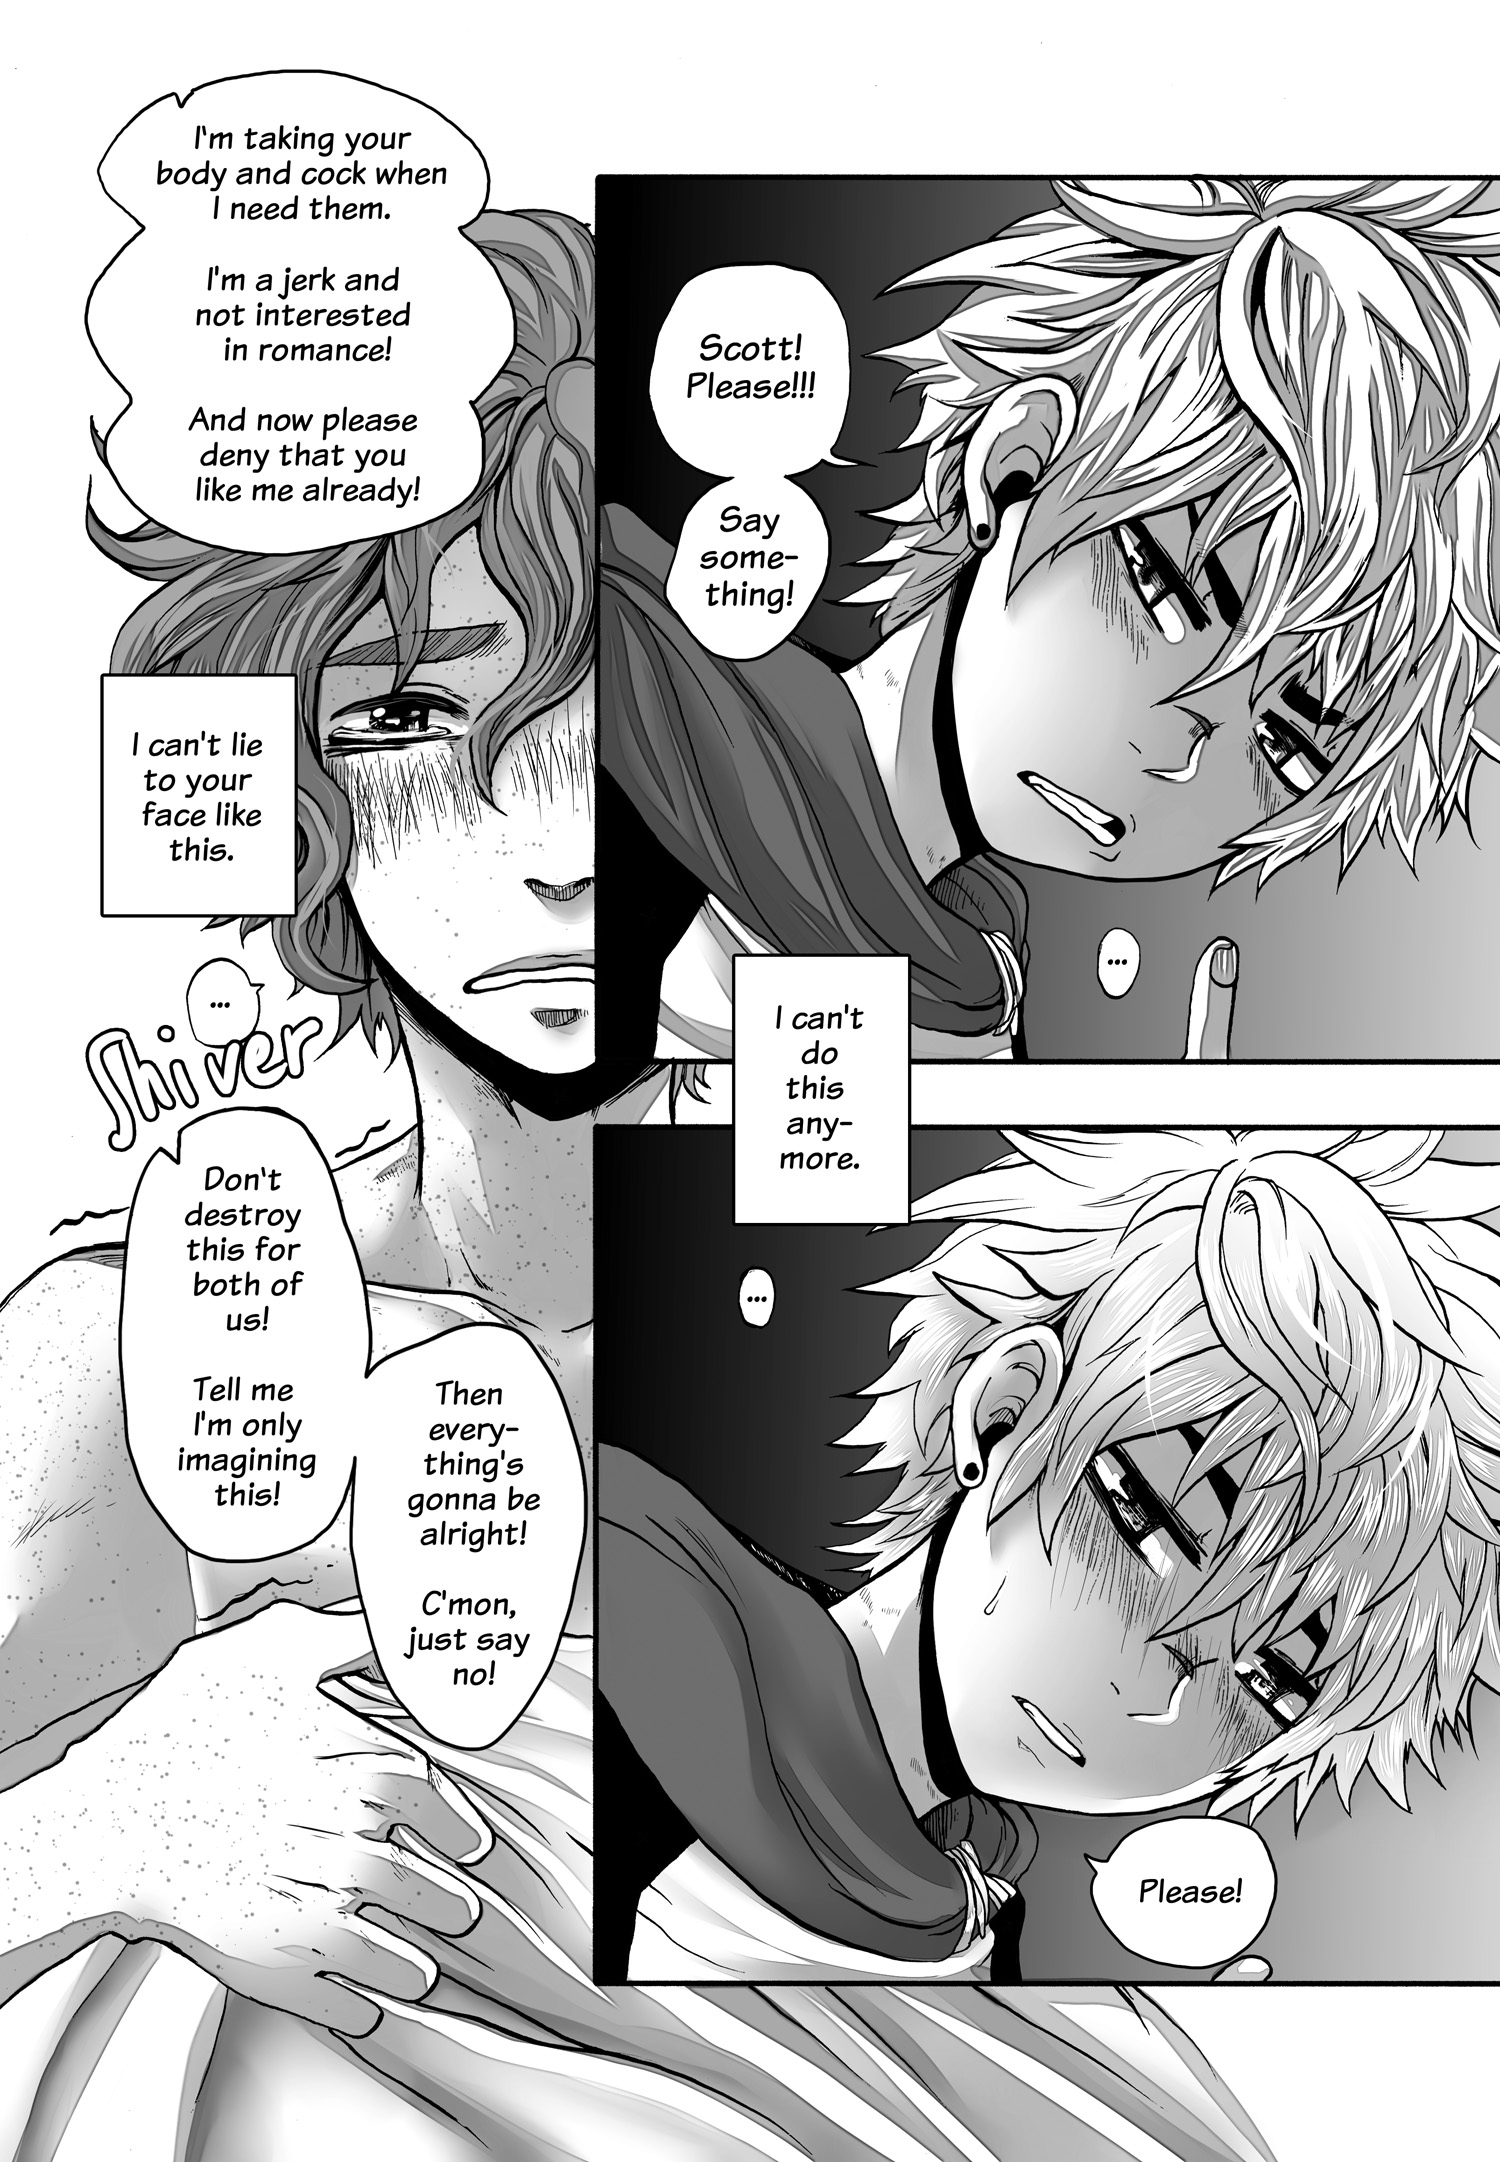 I'm taking your
body and cock when
I need them.
I'm a jerk and
not interested
in romance!
And now please
deny that you
like me already!
Scott!
Please!!!
Say
some-
thing!
I can't lie
to your
face like
this.
...
...
I can't
do
this
any-
more.
Shiver
Don't
destroy
this for
both of
us!
Tell me
I'm only
imagining
this!
Then
every-
thing's
gonna be
alright!
C'mon,
just say
no!
...
Please!